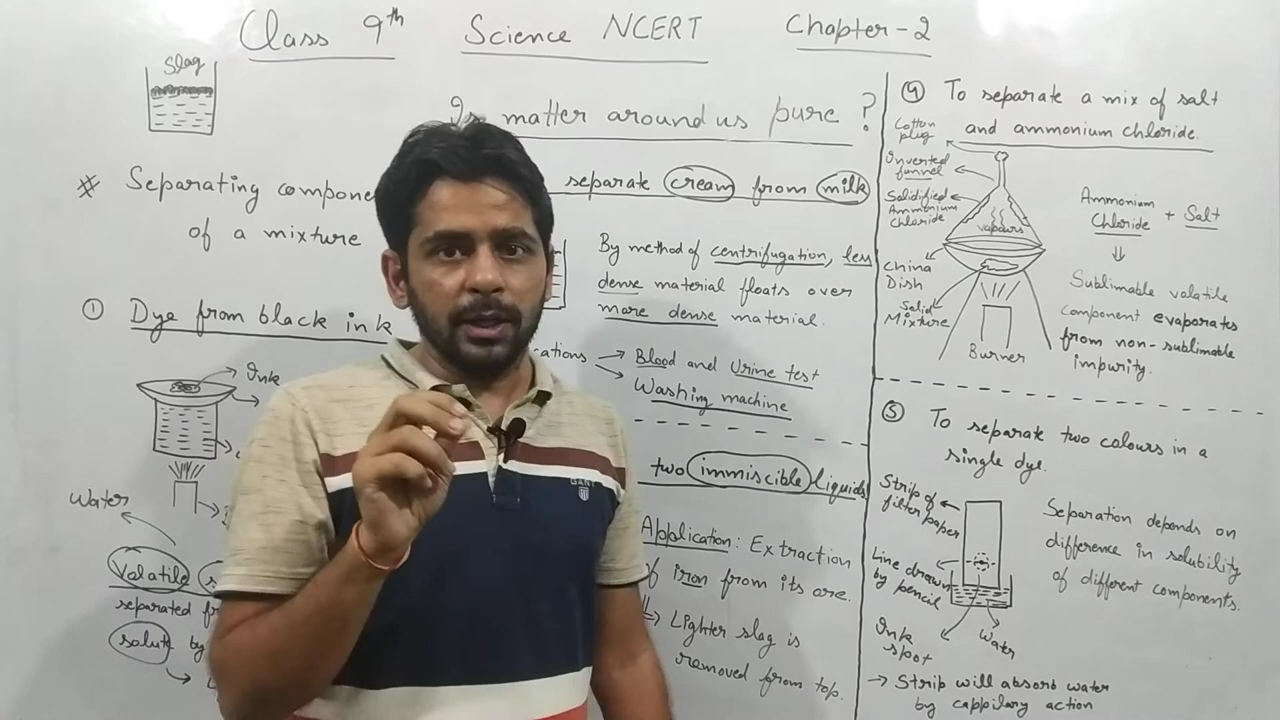 Class 9th Science NCERT Chapter-2
Slag
Is matter around us pure?
# Separating compone
of a mixture
① Dye from black ink
Ink
Water
Volatile
separated fr
solute by
separate cream from milk
By method of centrifugation, less
dense material floats over
more dense material.
cations → Blood and Urine test
→ Washing machine
two immiscible liquids
Application: Extraction
of iron from its ore.
↳ Lighter slag is
removed from top.
④ To separate a mix of salt
and ammonium chloride.
Cotton
plug
Inverted
funnel
Solidified
Ammonium
Chloride
vapours
China
Dish
Solid
Mixture
Burner
Ammonium
Chloride + Salt
⇓
Sublimable volatile
component evaporates
from non-sublimable
impurity.
⑤ To separate two colours in a
single dye.
Strip of
filter paper
Line drawn
by pencil
Ink
spot
Water
Separation depends on
difference in solubility
of different components.
→ Strip will absorb water
by cappilary action
GANT